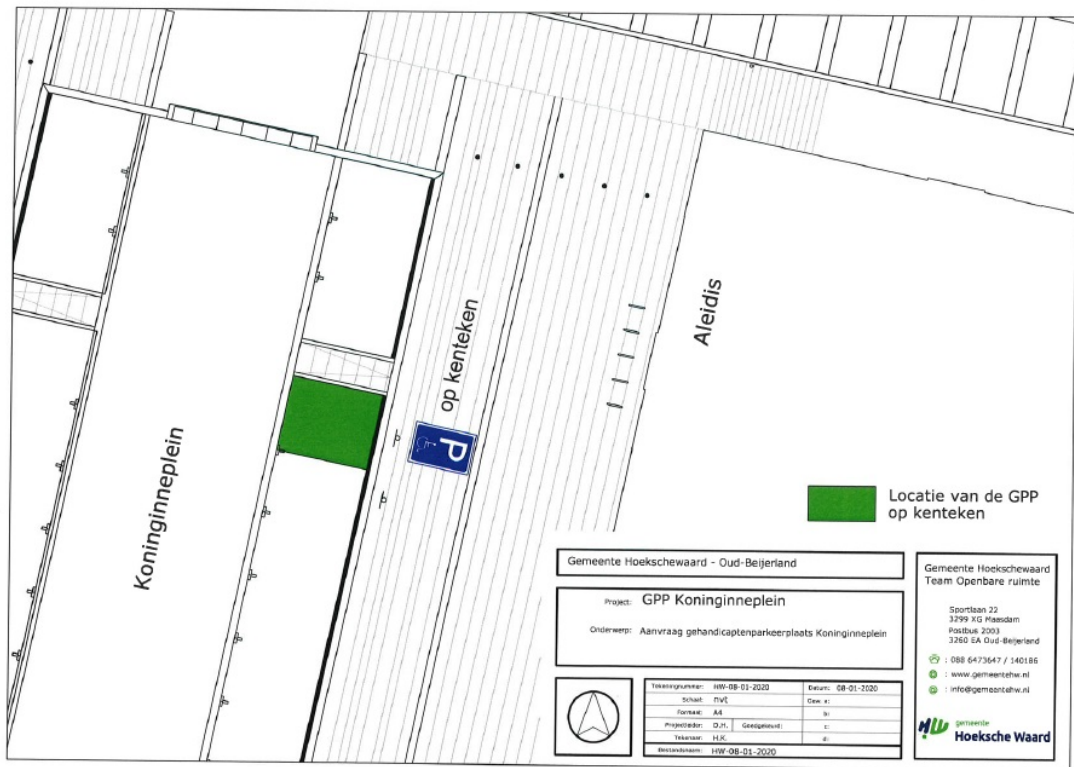 Koninginneplein
op kenteken
P
Aleidis
Locatie van de GPP
op kenteken
Gemeente Hoekschewaard - Oud-Beijerland
Project: GPP Koninginneplein
Onderwerp: Aanvraag gehandicaptenparkeerplaats Koninginneplein
Tekeningnummer: HW-08-01-2020 Datum: 08-01-2020
Schaal: nvt Gew. a:
Formaat: A4 b:
Projectleider: D.H. Goedgekeurd: c:
Tekenaar: H.K. d:
Bestandsnaam: HW-08-01-2020
Gemeente Hoekschewaard
Team Openbare ruimte
Sportlaan 22
3299 XG Maasdam
Postbus 2003
3260 EA Oud-Beijerland
: 088 6473647 / 140186
: www.gemeentehw.nl
: info@gemeentehw.nl
HW gemeente
Hoeksche Waard